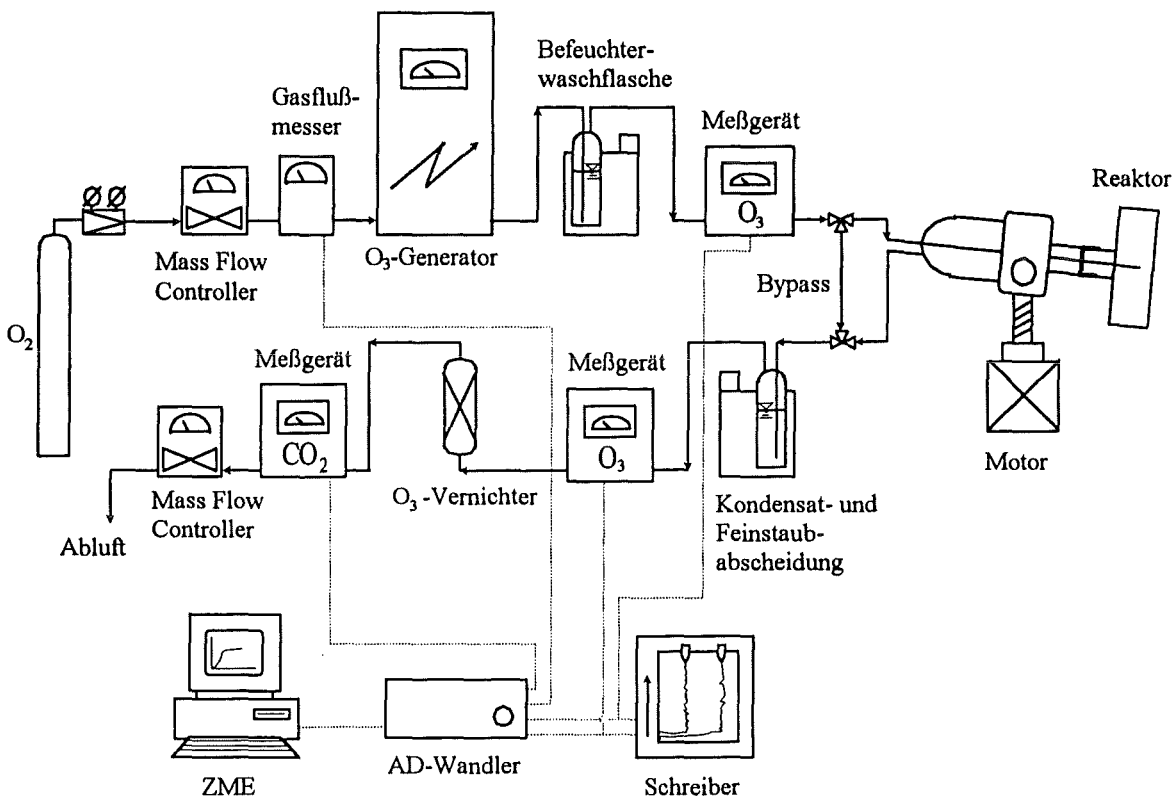 Befeuchter-
waschflasche
Gasfluß-
messer
Meßgerät
Reaktor
O₃
O₂
Mass Flow
Controller
O₃-Generator
Bypass
Meßgerät
Meßgerät
CO₂
O₃
Motor
Mass Flow
Controller
O₃ -Vernichter
Kondensat- und
Feinstaub-
abscheidung
Abluft
ZME
AD-Wandler
Schreiber